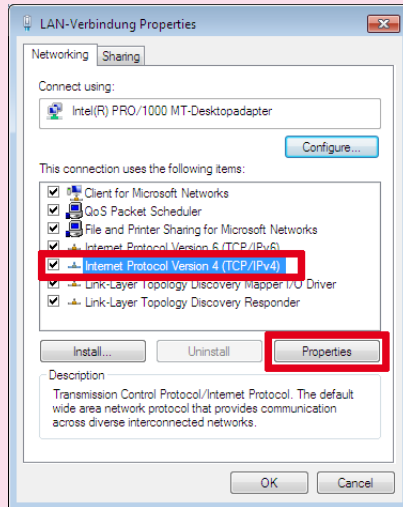 LAN-Verbindung Properties
Networking Sharing
Connect using:
Intel(R) PRO/1000 MT-Desktopadapter
Configure...
This connection uses the following items:
Client for Microsoft Networks
QoS Packet Scheduler
File and Printer Sharing for Microsoft Networks
Internet Protocol Version 6 (TCP/IPv6)
Internet Protocol Version 4 (TCP/IPv4)
Link-Layer Topology Discovery Mapper I/O Driver
Link-Layer Topology Discovery Responder
Install... Uninstall Properties
Description
Transmission Control Protocol/Internet Protocol. The default
wide area network protocol that provides communication
across diverse interconnected networks.
OK Cancel